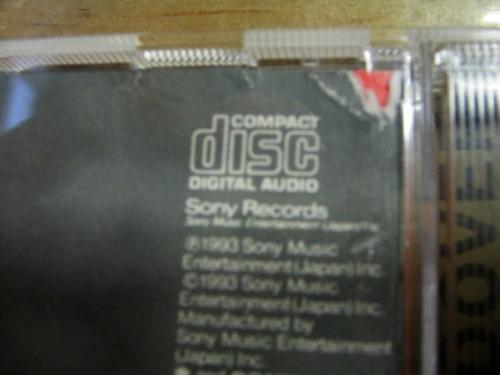 COMPACT
disc
DIGITAL AUDIO
Sony Records
Sony Music Entertainment (Japan) Inc.
℗1993 Sony Music
Entertainment (Japan) Inc.
©1993 Sony Music
Entertainment (Japan) Inc.
Manufactured by
Sony Music Entertainment
(Japan) Inc.